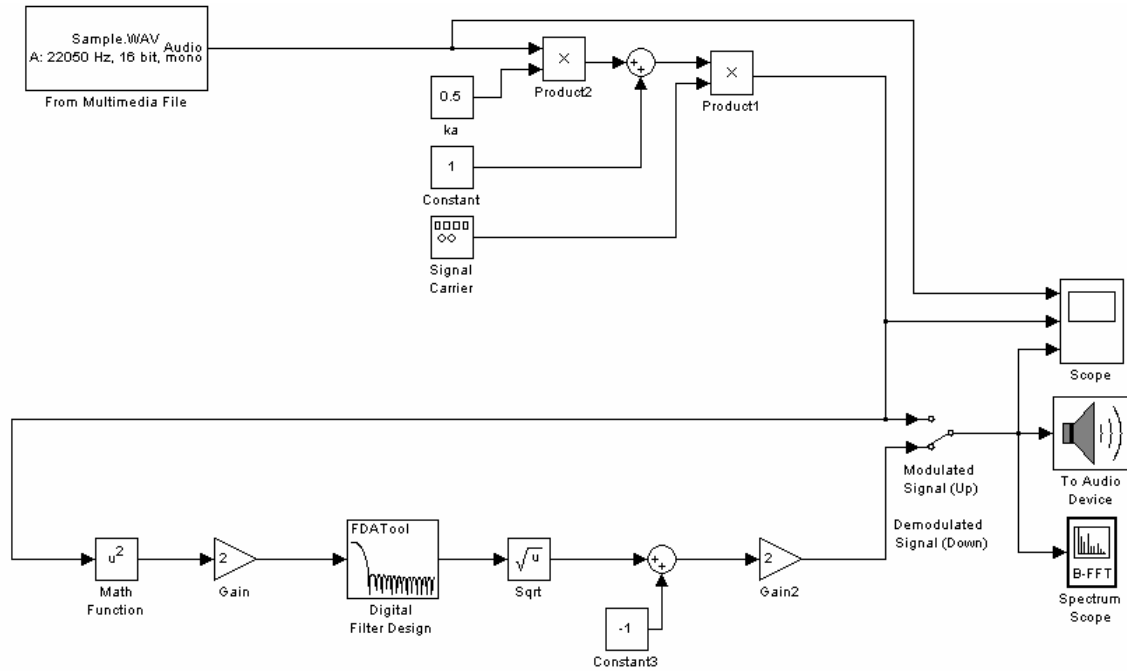 Sample.WAV
Audio
A: 22050 Hz, 16 bit, mono
From Multimedia File
×
Product2
+
+
×
Product1
0.5
ka
1
Constant
Signal
Carrier
Scope
Modulated
Signal (Up)
To Audio
Device
Demodulated
Signal (Down)
u2
Math
Function
2
Gain
FDATool
Digital
Filter Design
√u
Sqrt
+
+
2
Gain2
-1
Constant3
B-FFT
Spectrum
Scope